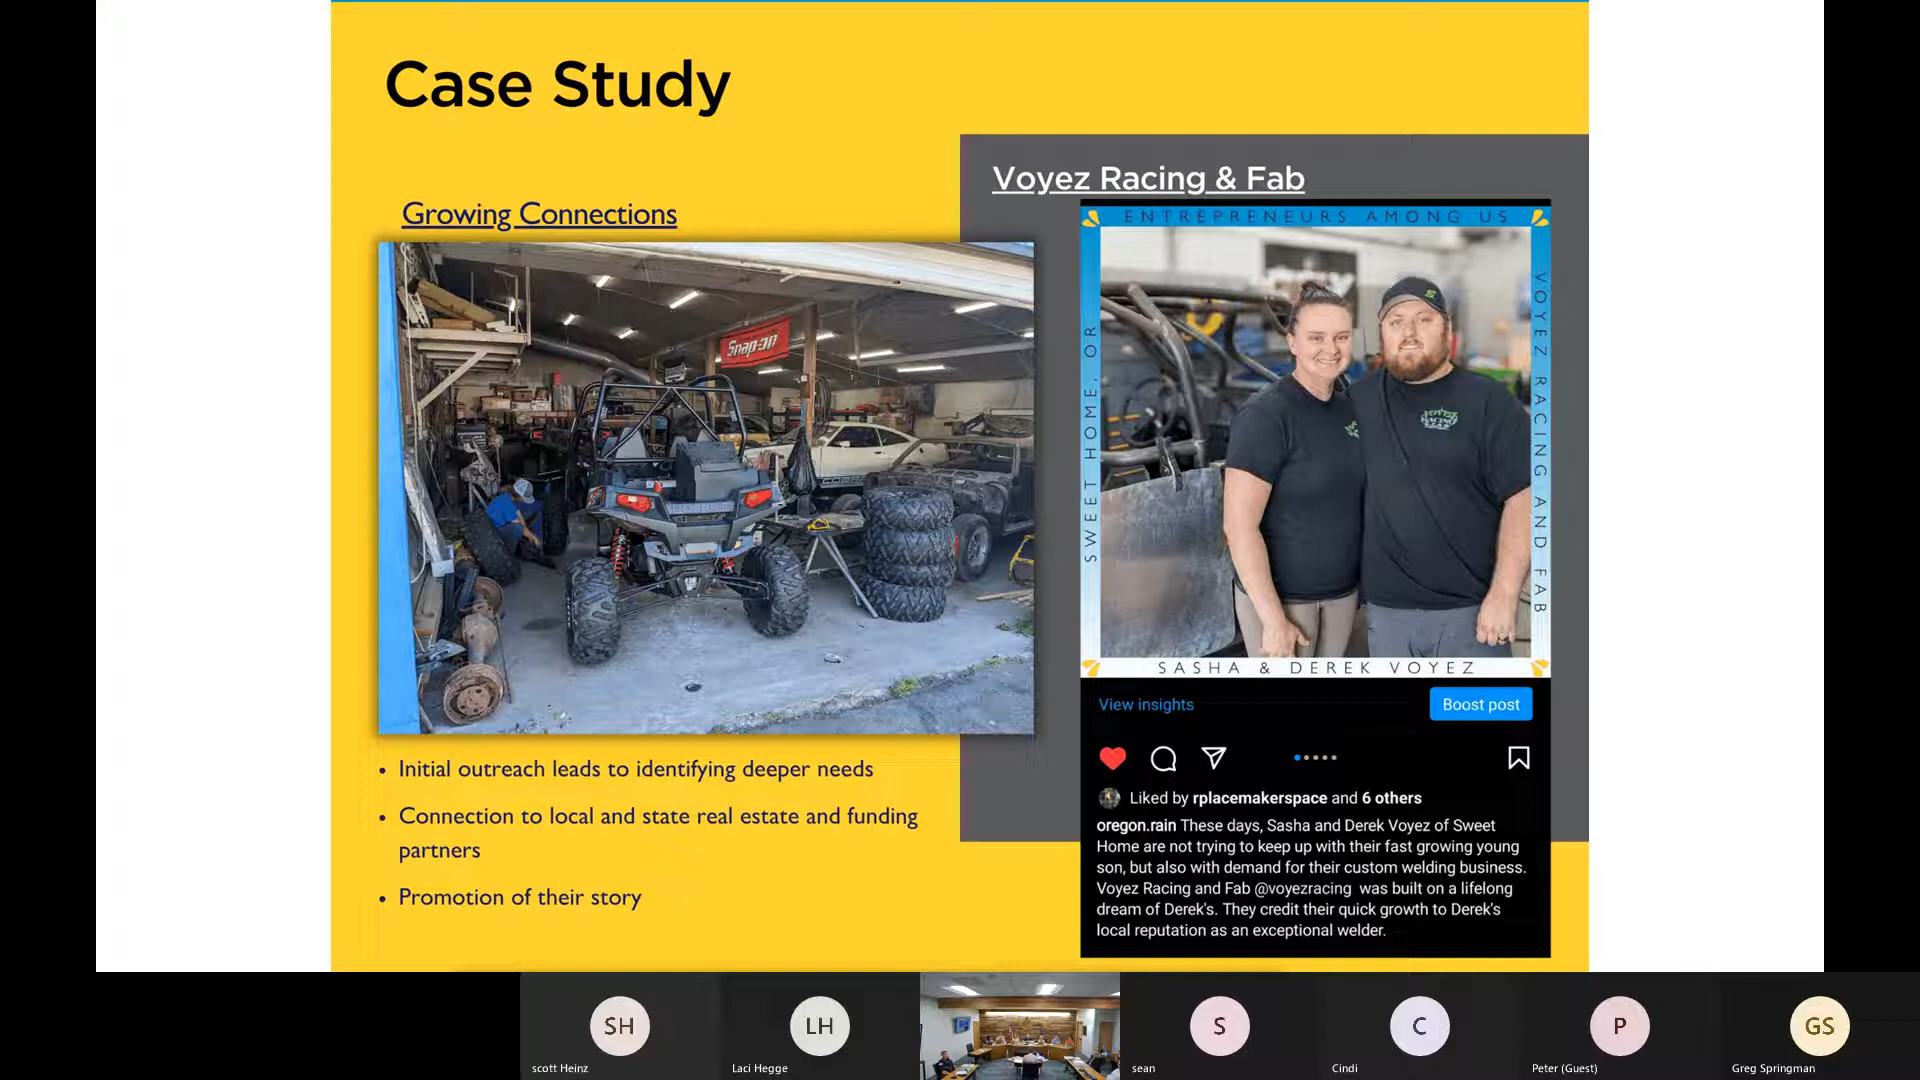 Case Study
Growing Connections
Snap-on
Initial outreach leads to identifying deeper needs
Connection to local and state real estate and funding
partners
Promotion of their story
Voyez Racing & Fab
ENTREPRENEURS AMONG US
SWEET HOME, OR
VOYEZ RACING AND FAB
VOYEZ
RACING
& FAB
SASHA & DEREK VOYEZ
View insights
Boost post
Liked by rplacemakerspace and 6 others
oregon.rain These days, Sasha and Derek Voyez of Sweet
Home are not trying to keep up with their fast growing young
son, but also with demand for their custom welding business.
Voyez Racing and Fab @voyezracing was built on a lifelong
dream of Derek's. They credit their quick growth to Derek's
local reputation as an exceptional welder.
SH
LH
S
C
P
GS
scott Heinz
Laci Hegge
sean
Cindi
Peter (Guest)
Greg Springman